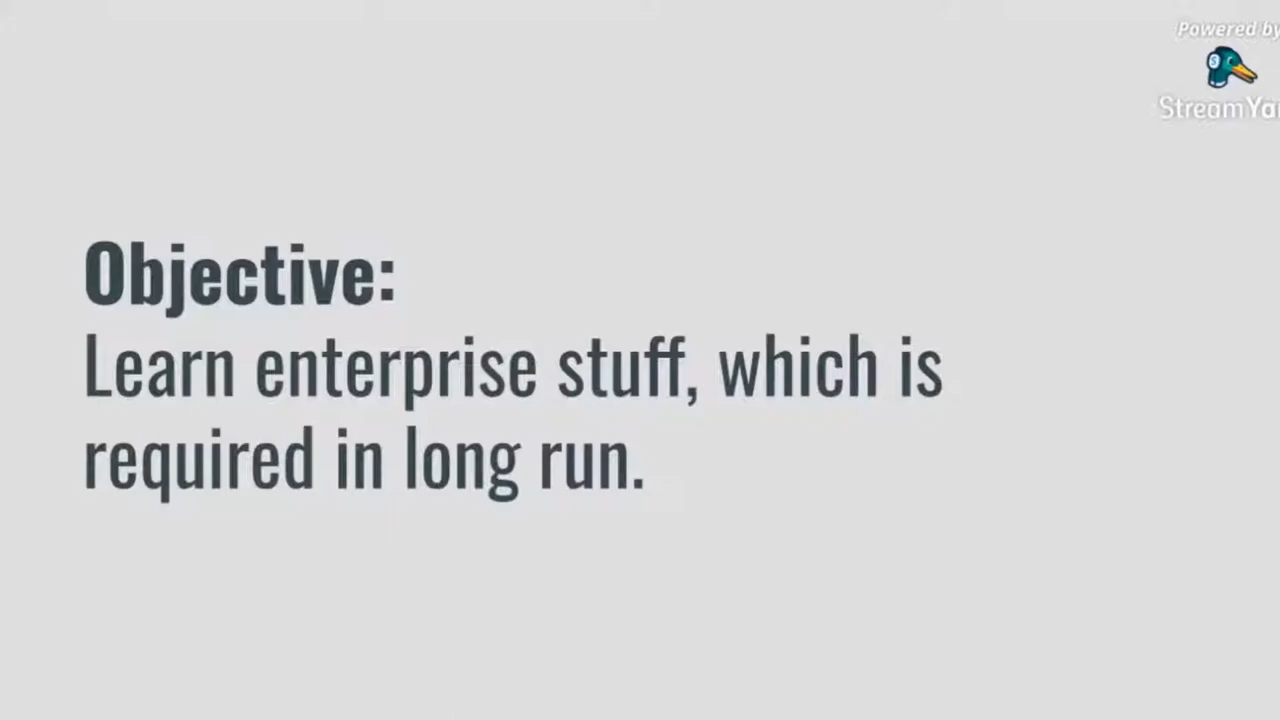 Powered by
StreamYa
Objective:
Learn enterprise stuff, which is
required in long run.